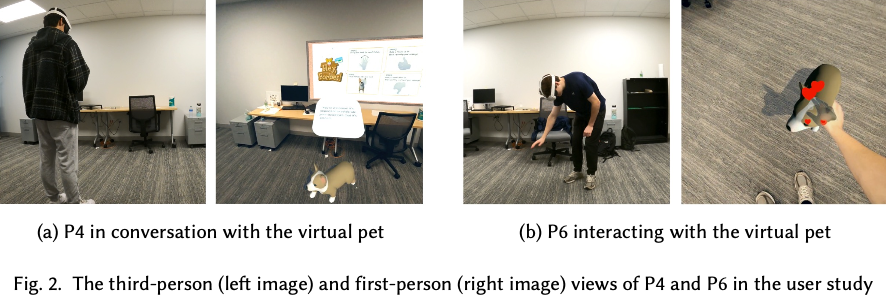 (a) P4 in conversation with the virtual pet
(b) P6 interacting with the virtual pet
Fig. 2. The third-person (left image) and first-person (right image) views of P4 and P6 in the user study